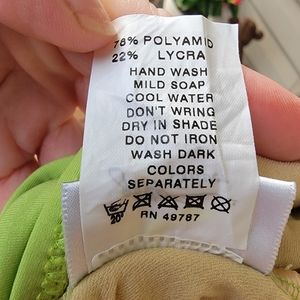 78% POLYAMID
22% LYCRA
HAND WASH
MILD SOAP
COOL WATER
DON'T WRING
DRY IN SHADE
DO NOT IRON
WASH DARK
COLORS
SEPARATELY
20°
RN 49787